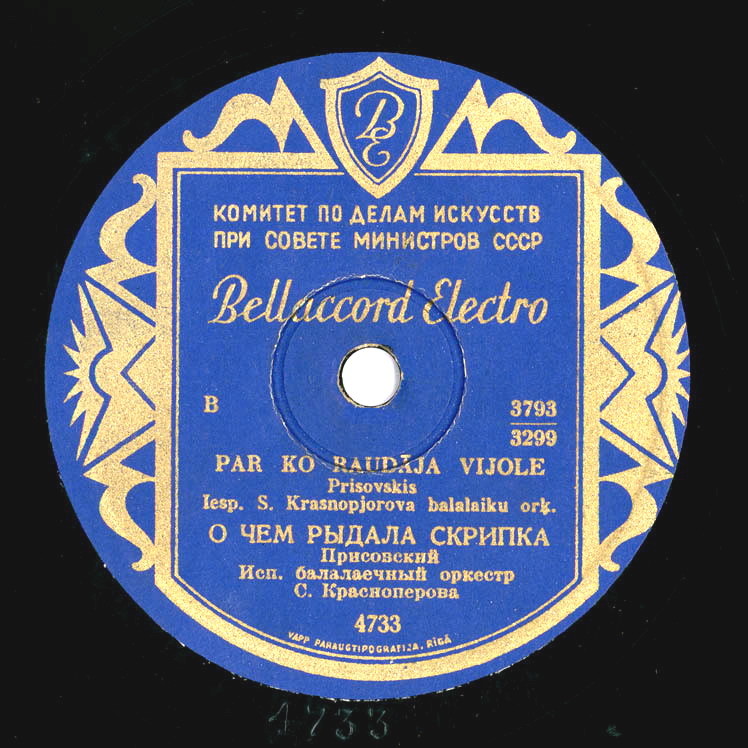 BE
КОМИТЕТ ПО ДЕЛАМ ИСКУССТВ
ПРИ СОВЕТЕ МИНИСТРОВ СССР
Bellaccord Electro
В 3793
3299
PAR KO RAUDĀJA VIJOLE
Prisovskis
Iesp. S. Krasnopjorova balalaiku orķ.
О ЧЕМ РЫДАЛА СКРИПКА
Присовский
Исп. балалаечный оркестр
С. Красноперова
4733
VAPP PARAUGTIPOGRAFIJA, RĪGĀ
4733